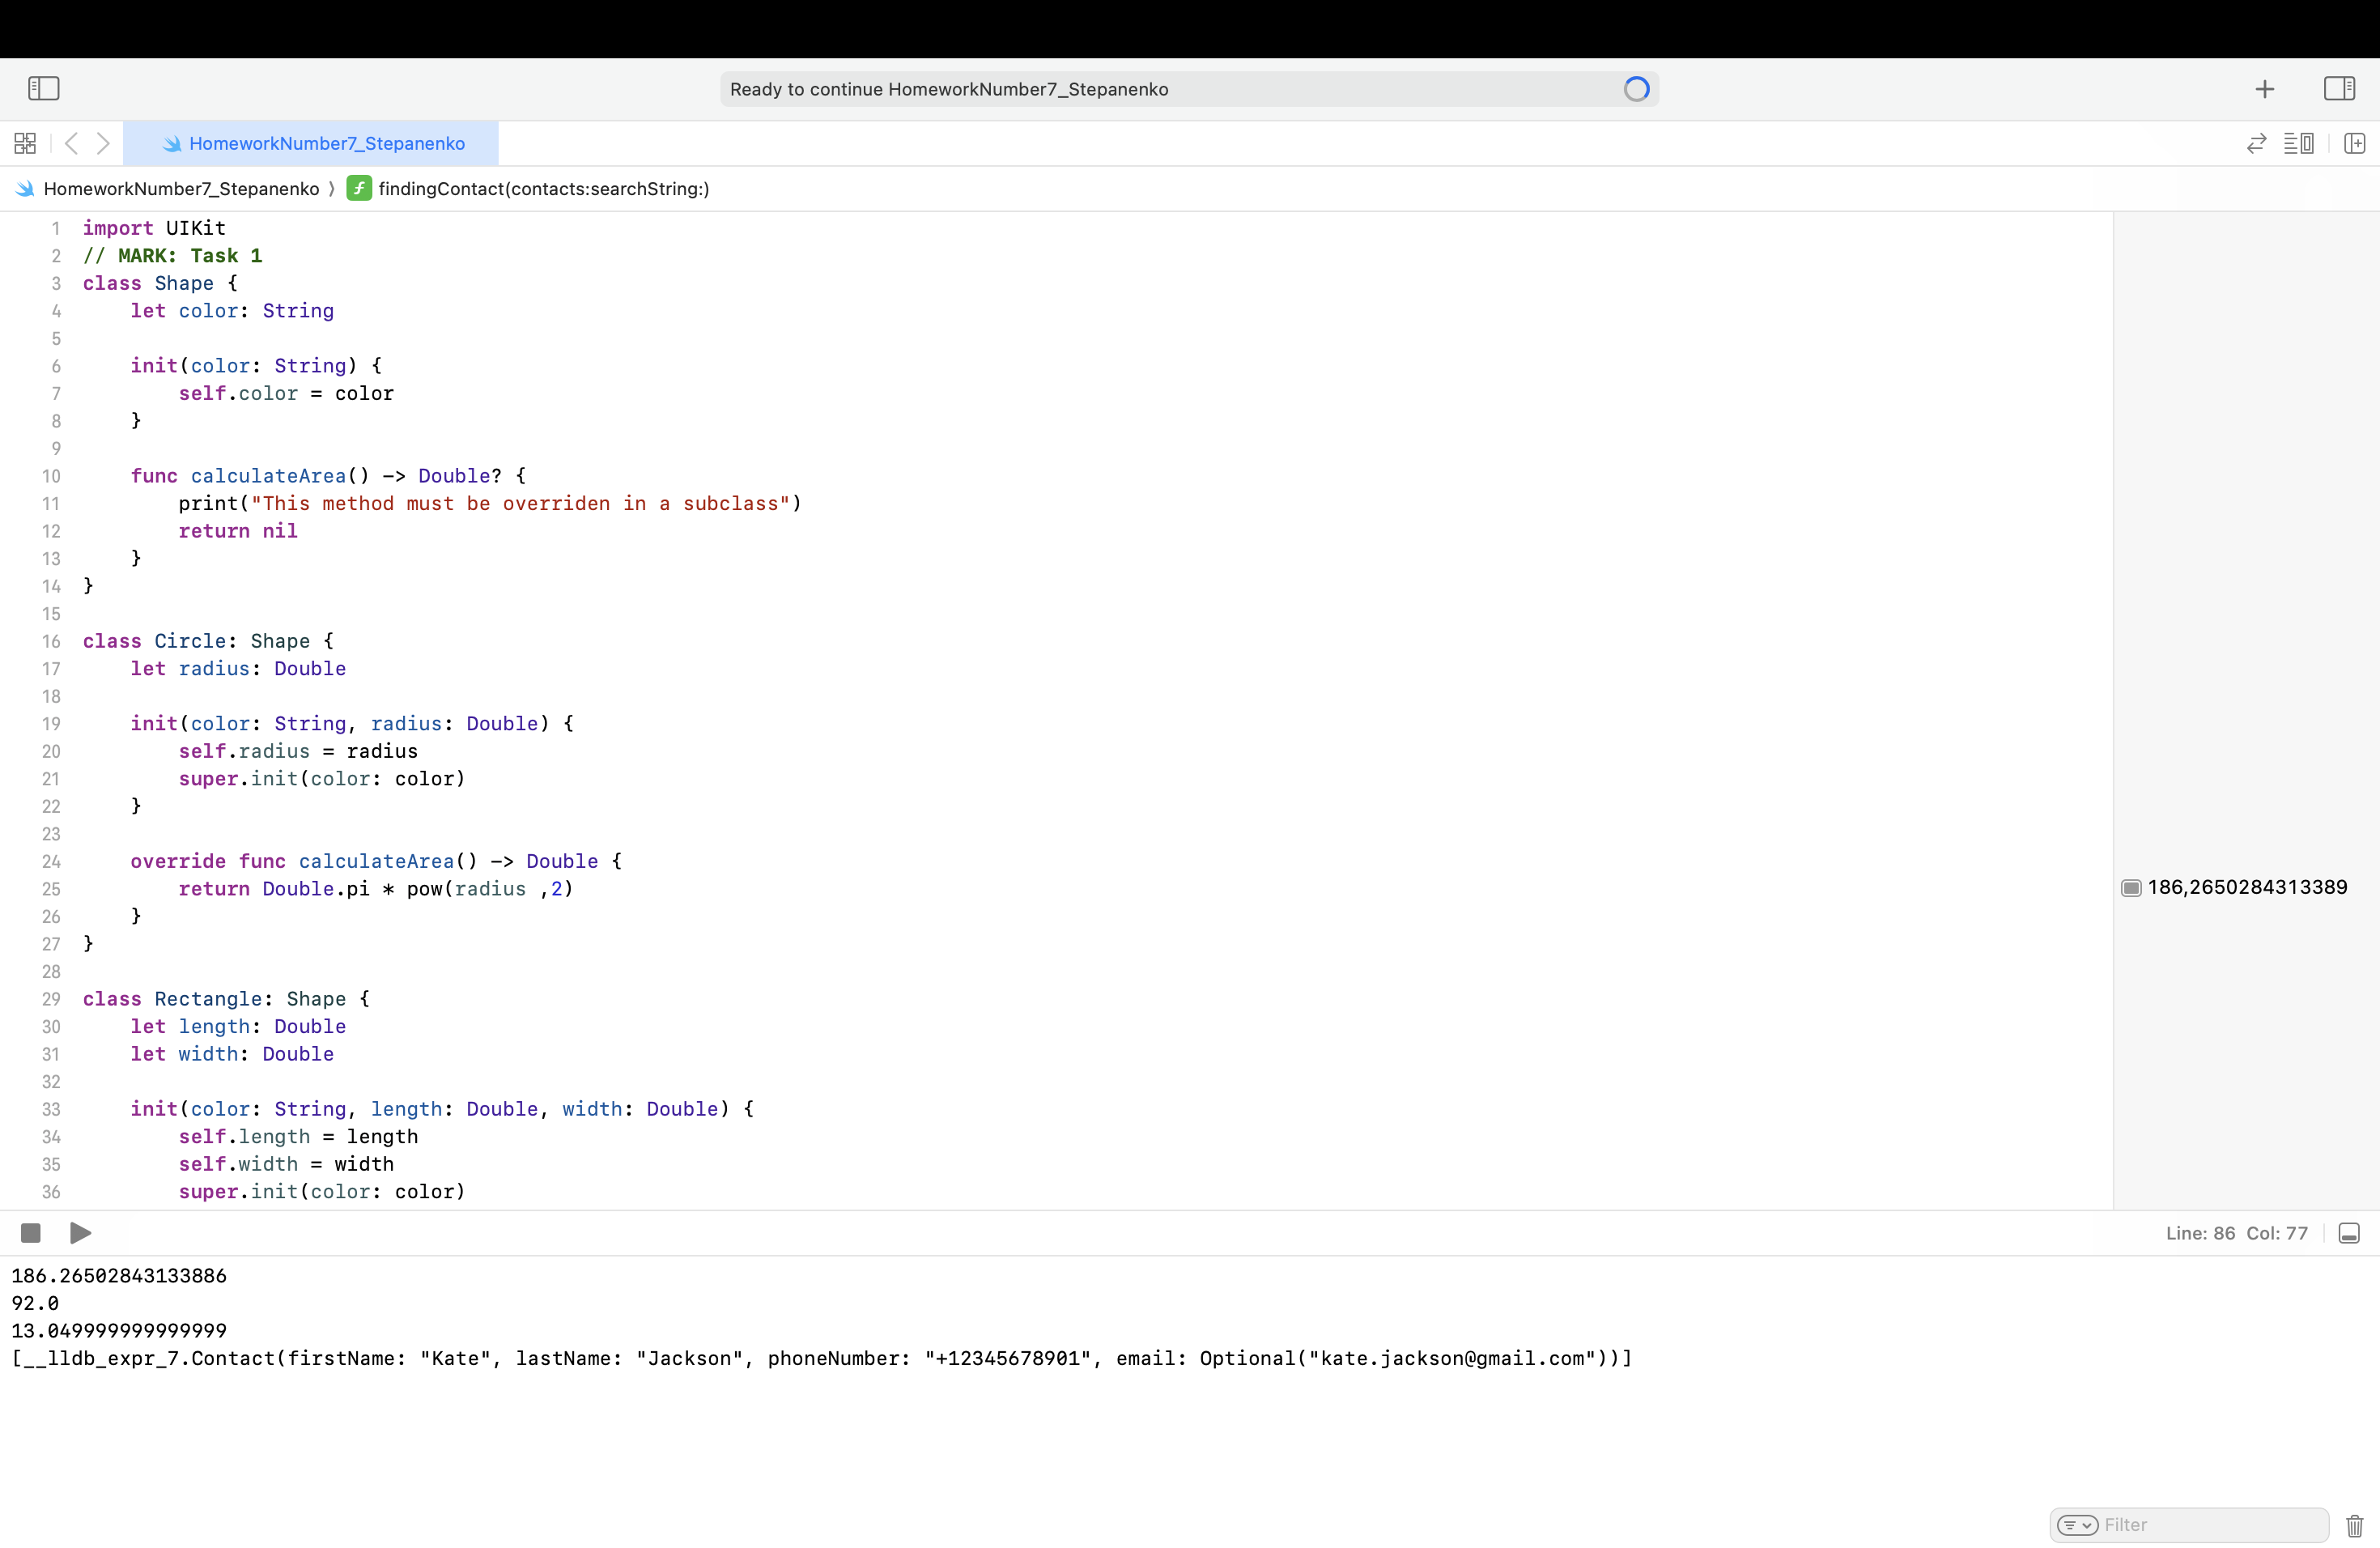 Ready to continue HomeworkNumber7_Stepanenko
HomeworkNumber7_Stepanenko
HomeworkNumber7_Stepanenko ⟩ f findingContact(contacts:searchString:)
1 import UIKit
2 // MARK: Task 1
3 class Shape {
4     let color: String
5
6     init(color: String) {
7         self.color = color
8     }
9
10     func calculateArea() -> Double? {
11         print("This method must be overriden in a subclass")
12         return nil
13     }
14 }
15
16 class Circle: Shape {
17     let radius: Double
18
19     init(color: String, radius: Double) {
20         self.radius = radius
21         super.init(color: color)
22     }
23
24     override func calculateArea() -> Double {
25         return Double.pi * pow(radius ,2)
186,2650284313389
26     }
27 }
28
29 class Rectangle: Shape {
30     let length: Double
31     let width: Double
32
33     init(color: String, length: Double, width: Double) {
34         self.length = length
35         self.width = width
36         super.init(color: color)
Line: 86 Col: 77
186.26502843133886
92.0
13.049999999999999
[__lldb_expr_7.Contact(firstName: "Kate", lastName: "Jackson", phoneNumber: "+12345678901", email: Optional("kate.jackson@gmail.com"))]
Filter